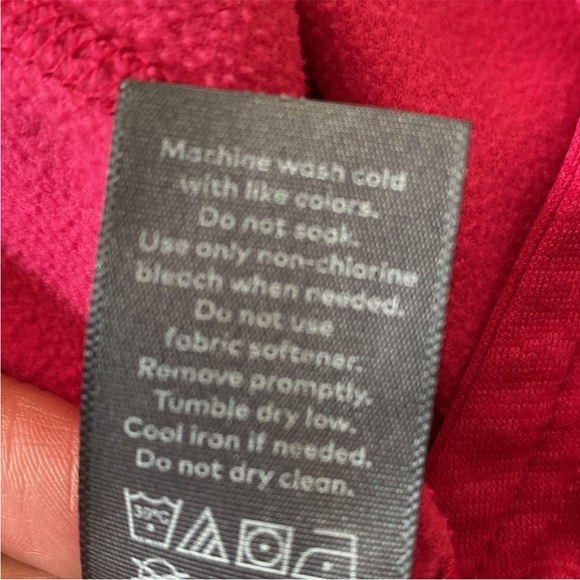 Machine wash cold
with like colors.
Do not soak.
Use only non-chlorine
bleach when needed.
Do not use
fabric softener.
Remove promptly.
Tumble dry low.
Cool iron if needed.
Do not dry clean.
30°C